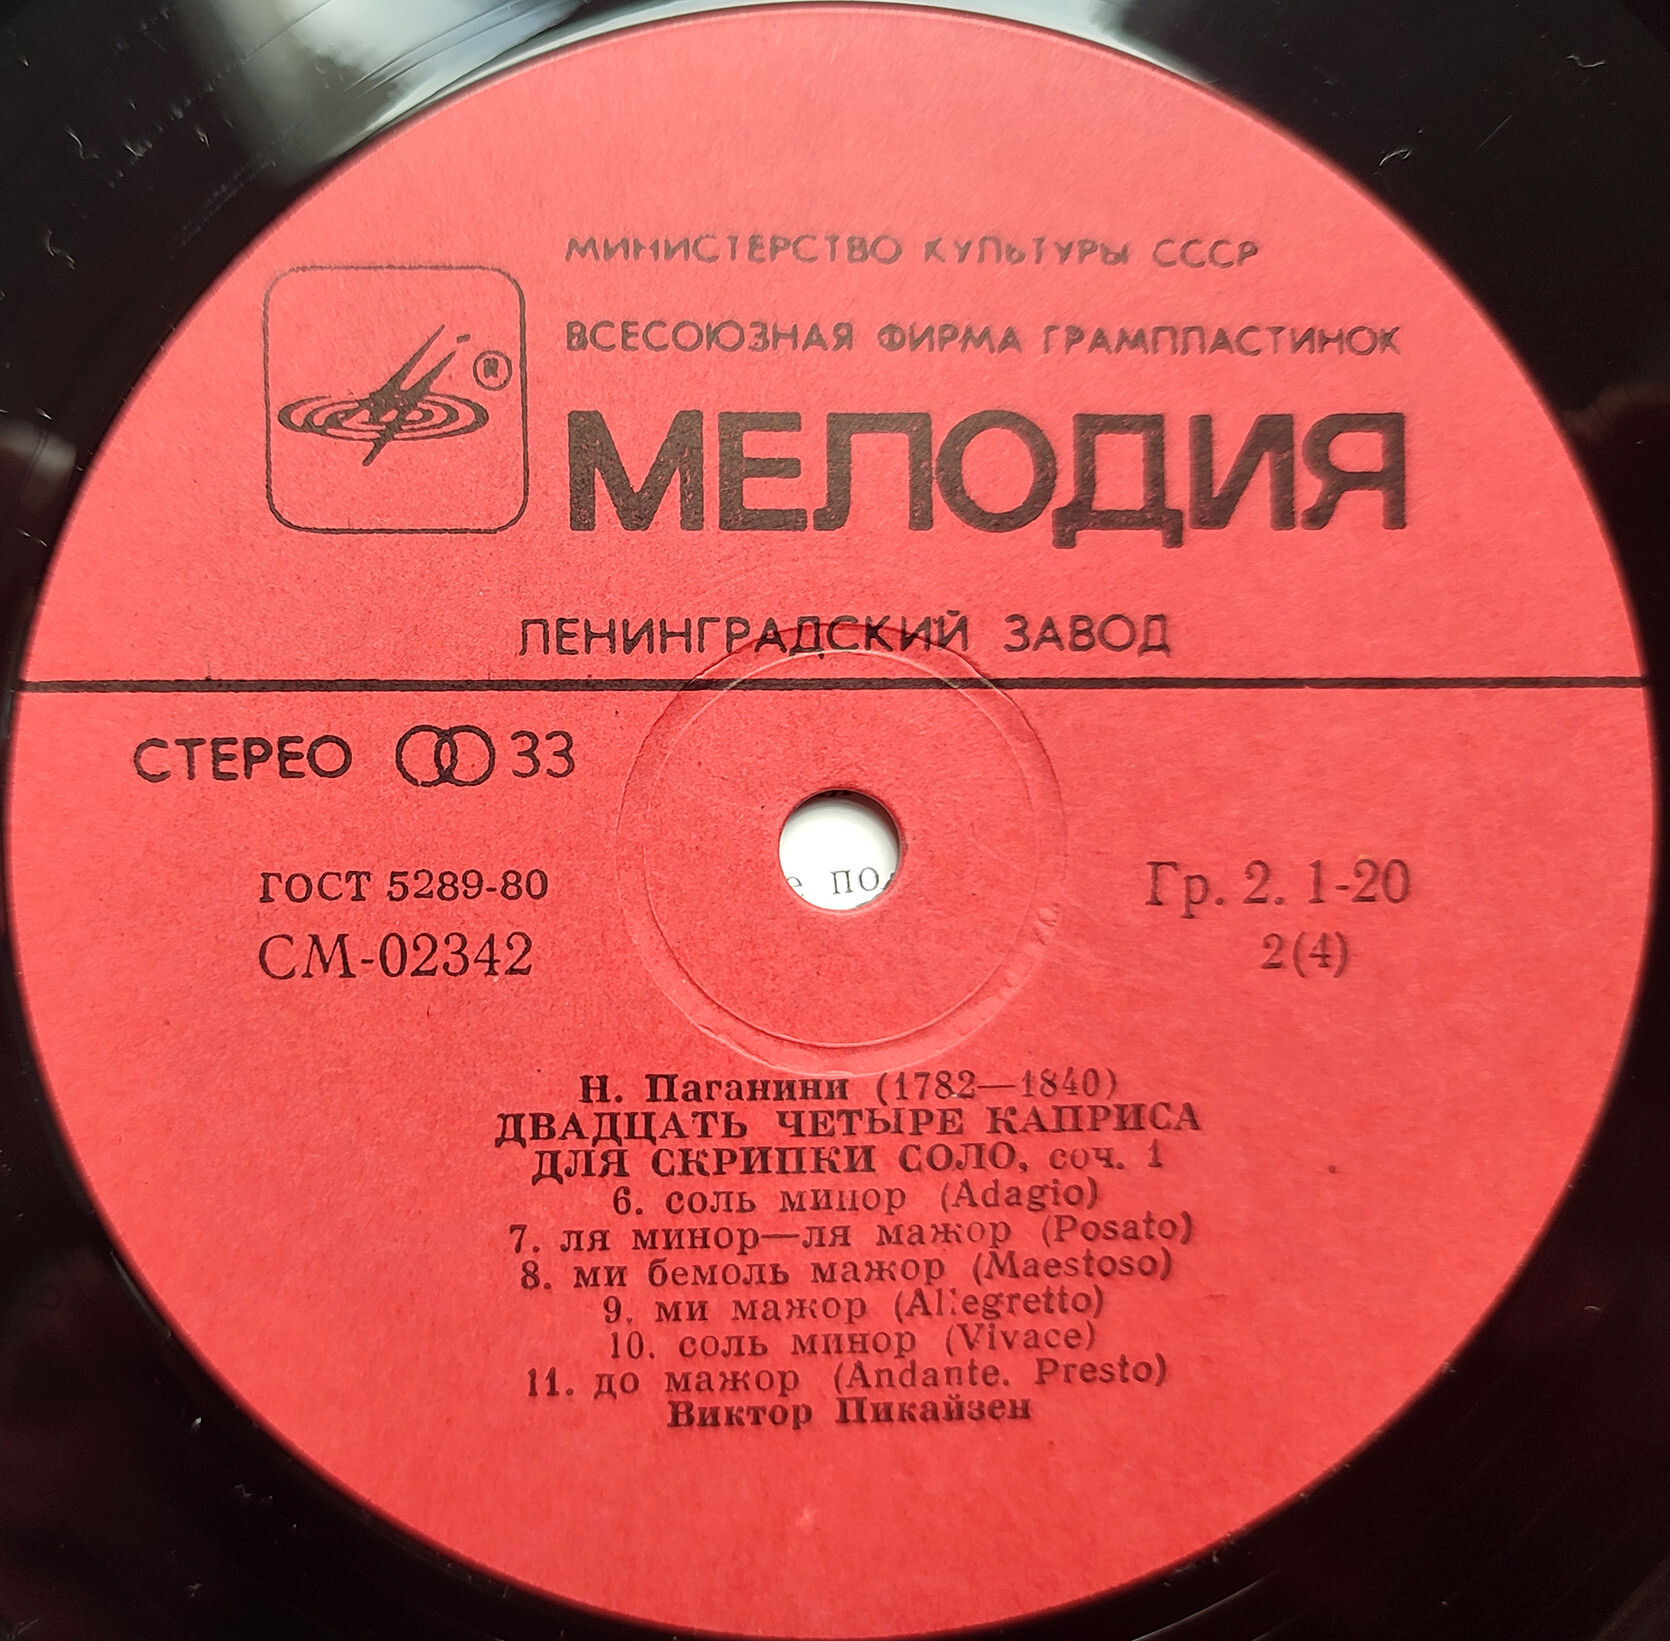 МИНИСТЕРСТВО КУЛЬТУРЫ СССР
ВСЕСОЮЗНАЯ ФИРМА ГРАМПЛАСТИНОК
®
МЕЛОДИЯ
ЛЕНИНГРАДСКИЙ ЗАВОД
СТЕРЕО 33
ГОСТ 5289-80
Гр. 2. 1-20
СМ-02342
2(4)
Н. Паганини (1782—1840)
ДВАДЦАТЬ ЧЕТЫРЕ КАПРИСА
ДЛЯ СКРИПКИ СОЛО, соч. 1
6. соль минор (Adagio)
7. ля минор—ля мажор (Posato)
8. ми бемоль мажор (Maestoso)
9. ми мажор (Allegretto)
10. соль минор (Vivace)
11. до мажор (Andante. Presto)
Виктор Пикайзен